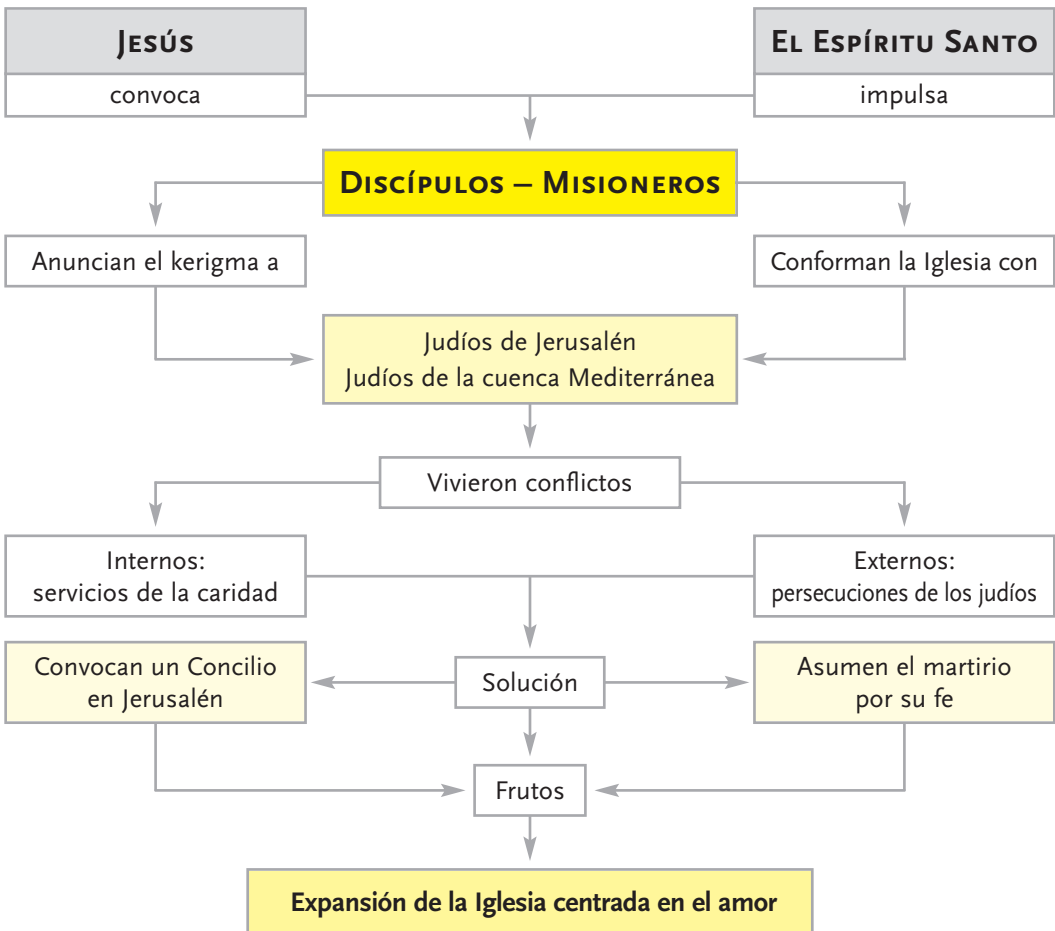 Jesús
El Espíritu Santo
convoca
impulsa
Discípulos – Misioneros
Anuncian el kerigma a
Conforman la Iglesia con
Judíos de Jerusalén
Judíos de la cuenca Mediterránea
Vivieron conflictos
Internos:
servicios de la caridad
Externos:
persecuciones de los judíos
Convocan un Concilio
en Jerusalén
Solución
Asumen el martirio
por su fe
Frutos
Expansión de la Iglesia centrada en el amor